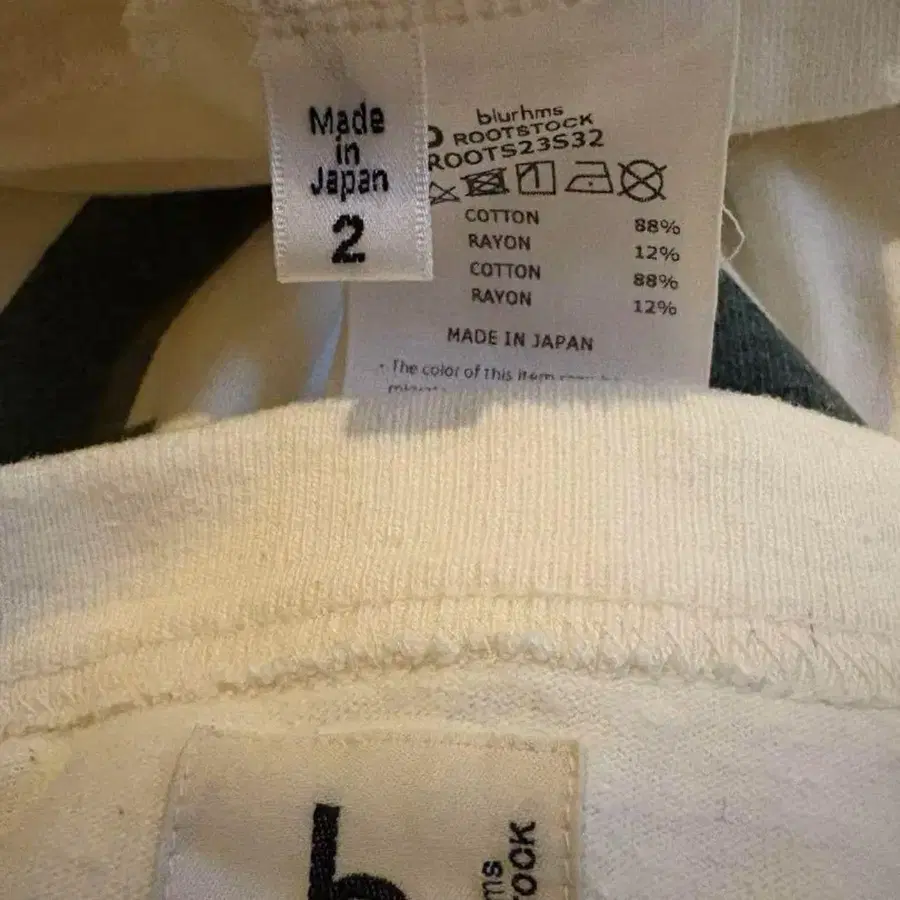 Made
in
Japan
2
blurhms
ROOTSTOCK
ROOTS23S32
COTTON 88%
RAYON 12%
COTTON 88%
RAYON 12%
MADE IN JAPAN
· The color of this item